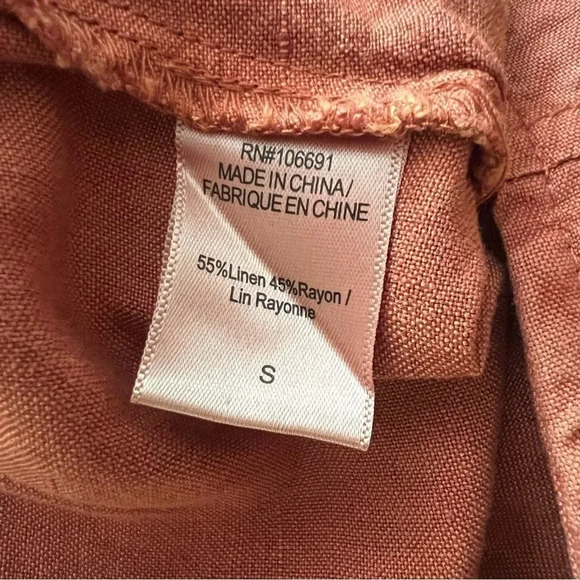 RN#106691
MADE IN CHINA/
FABRIQUE EN CHINE
55%Linen 45%Rayon /
Lin Rayonne
S